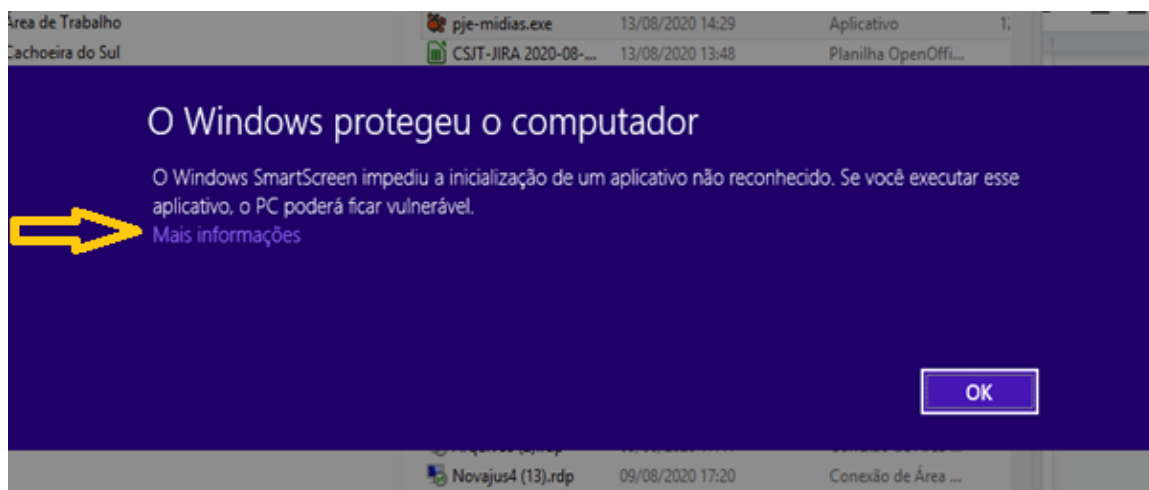 Área de Trabalho
pje-midias.exe 13/08/2020 14:29 Aplicativo
Cachoeira do Sul
CSJT-JIRA 2020-08-... 13/08/2020 13:48 Planilha OpenOffi...
O Windows protegeu o computador
O Windows SmartScreen impediu a inicialização de um aplicativo não reconhecido. Se você executar esse
aplicativo, o PC poderá ficar vulnerável.
Mais informações
OK
Novajus4 (13).rdp 09/08/2020 17:20 Conexão de Área ...